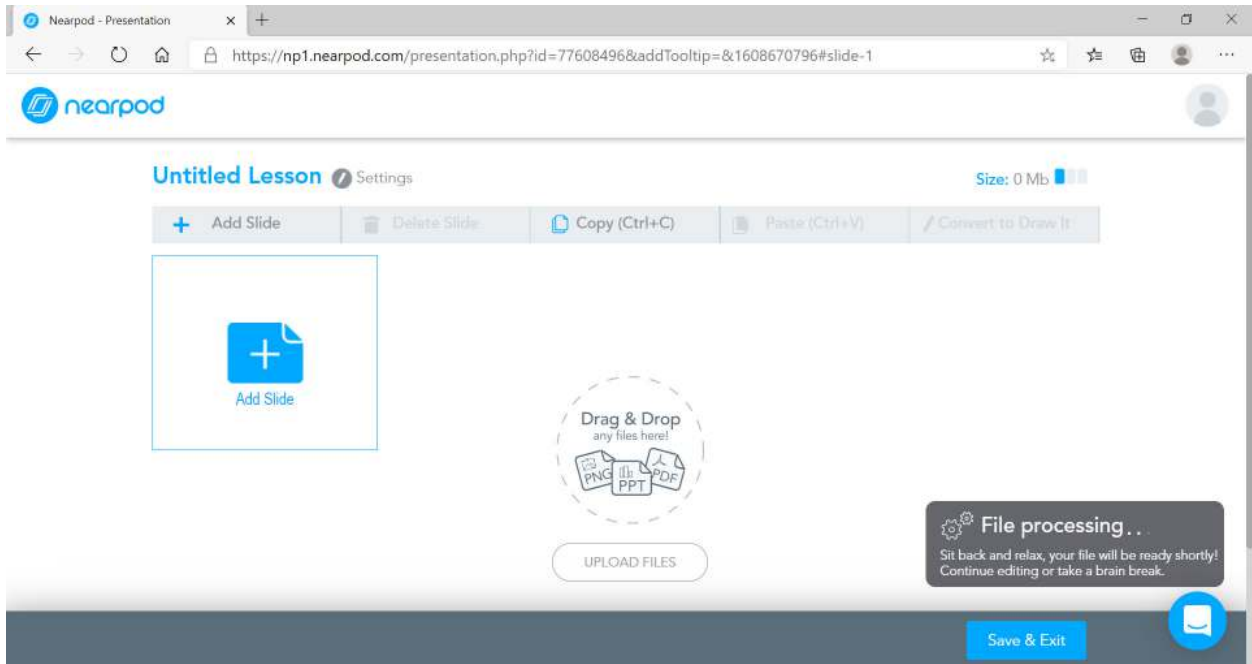 Nearpod - Presentation
https://np1.nearpod.com/presentation.php?id=77608496&addTooltip=&1608670796#slide-1
nearpod
Untitled Lesson Settings
Size: 0 Mb
Add Slide Delete Slide Copy (Ctrl+C) Paste (Ctrl+V) Convert to Draw It
Add Slide
Drag & Drop
any files here!
PNG PPT PDF
UPLOAD FILES
File processing...
Sit back and relax, your file will be ready shortly!
Continue editing or take a brain break.
Save & Exit